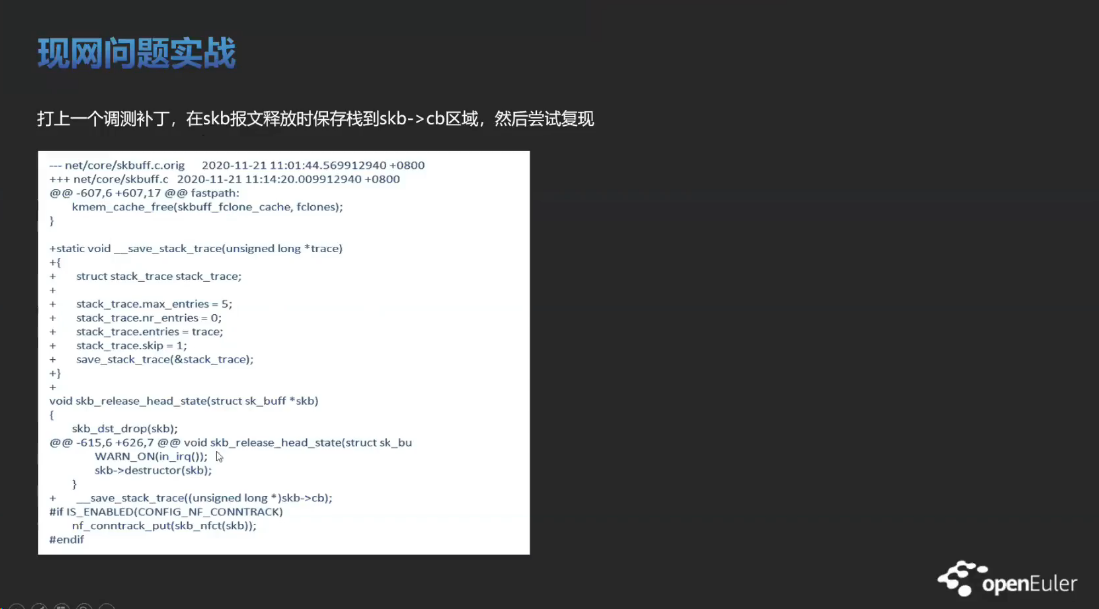 现网问题实战
打上一个调测补丁，在skb报文释放时保存栈到skb->cb区域，然后尝试复现
--- net/core/skbuff.c.orig 2020-11-21 11:01:44.569912940 +0800
+++ net/core/skbuff.c 2020-11-21 11:14:20.009912940 +0800
@@ -607,6 +607,17 @@ fastpath:
kmem_cache_free(skbuff_fclone_cache, fclones);
}
+static void __save_stack_trace(unsigned long *trace)
+{
+ struct stack_trace stack_trace;
+
+ stack_trace.max_entries = 5;
+ stack_trace.nr_entries = 0;
+ stack_trace.entries = trace;
+ stack_trace.skip = 1;
+ save_stack_trace(&stack_trace);
+}
+
void skb_release_head_state(struct sk_buff *skb)
{
skb_dst_drop(skb);
@@ -615,6 +626,7 @@ void skb_release_head_state(struct sk_bu
WARN_ON(in_irq());
skb->destructor(skb);
}
+ __save_stack_trace((unsigned long *)skb->cb);
#if IS_ENABLED(CONFIG_NF_CONNTRACK)
nf_conntrack_put(skb_nfct(skb));
#endif
openEuler